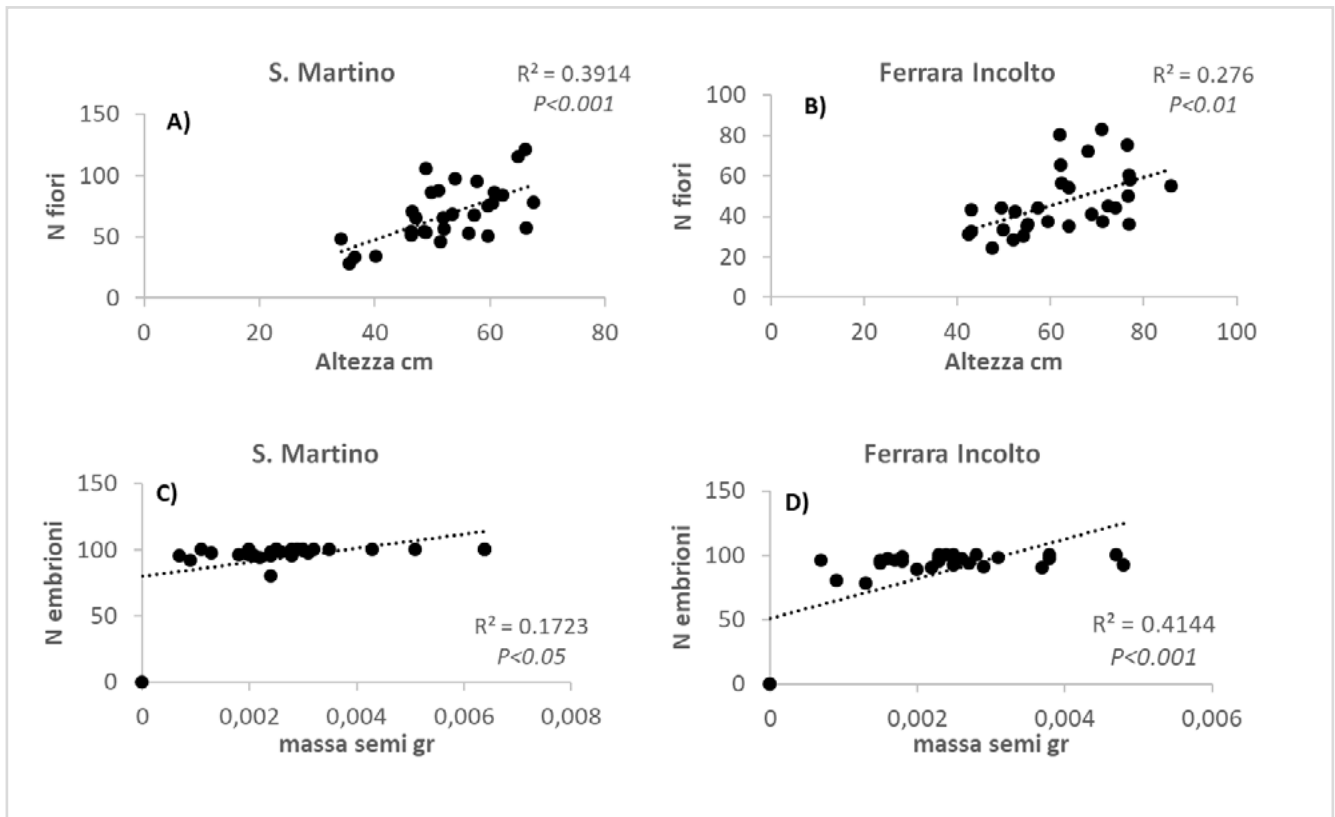 S. Martino
R² = 0.3914
P<0.001
A)
150
100
50
0
N fiori
0 20 40 60 80
Altezza cm
Ferrara Incolto
R² = 0.276
P<0.01
B)
100
80
60
40
20
0
N fiori
0 20 40 60 80 100
Altezza cm
S. Martino
C)
150
100
50
0
N embrioni
R² = 0.1723
P<0.05
0 0,002 0,004 0,006 0,008
massa semi gr
Ferrara Incolto
D)
150
100
50
0
N embrioni
R² = 0.4144
P<0.001
0 0,002 0,004 0,006
massa semi gr